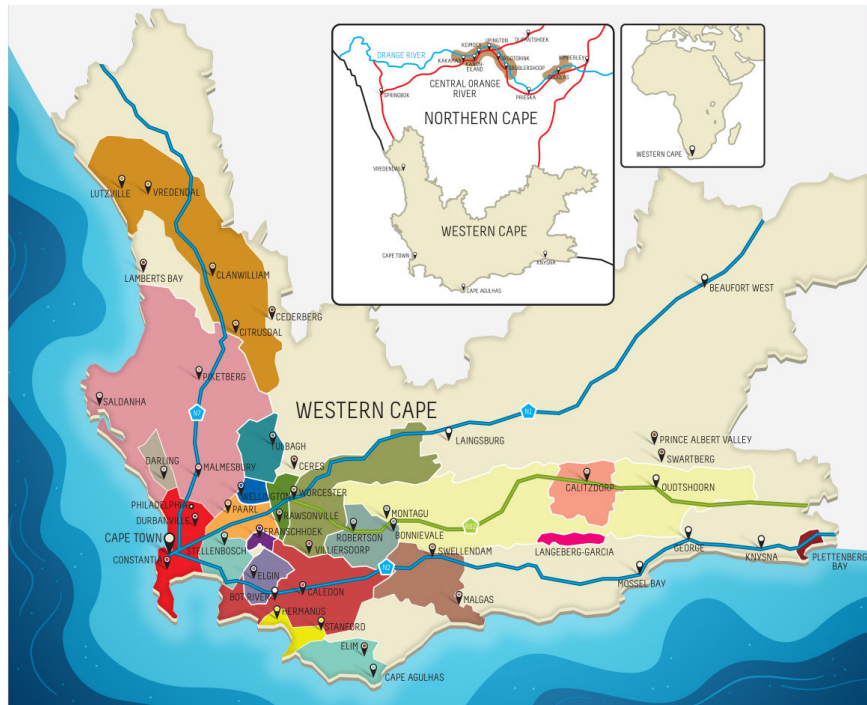 ORANGE RIVER
KEIMOES
UPINGTON
OLIFANTSHOEK
KAKAMAS
GROOTDRINK
GROBLERSHOOP
KIMBERLEY
DOUGLAS
CENTRAL ORANGE
RIVER
PRIESKA
SPRINGBOK
NORTHERN CAPE
VREDENDAL
WESTERN CAPE
CAPE TOWN
KNYSNA
CAPE AGULHAS
WESTERN CAPE
LUTZVILLE
VREDENDAL
LAMBERTS BAY
CLANWILLIAM
CEDERBERG
CITRUSDAL
BEAUFORT WEST
PIKETBERG
SALDANHA
N7
WESTERN CAPE
N1
LAINGSBURG
TULBAGH
PRINCE ALBERT VALLEY
SWARTBERG
DARLING
MALMESBURY
CERES
CALITZDORP
OUDTSHOORN
WELLINGTON
WORCESTER
PHILADELPHIA
PAARL
RAWSONVILLE
MONTAGU
DURBANVILLE
BONNIEVALE
CAPE TOWN
FRANSCHHOEK
ROBERTSON
STELLENBOSCH
VILLIERSDORP
SWELLENDAM
LANGEBERG-GARCIA
GEORGE
KNYSNA
PLETTENBERG
BAY
CONSTANTIA
ELGIN
N2
MOSSEL BAY
BOT RIVER
CALEDON
MALGAS
HERMANUS
STANFORD
ELIM
CAPE AGULHAS